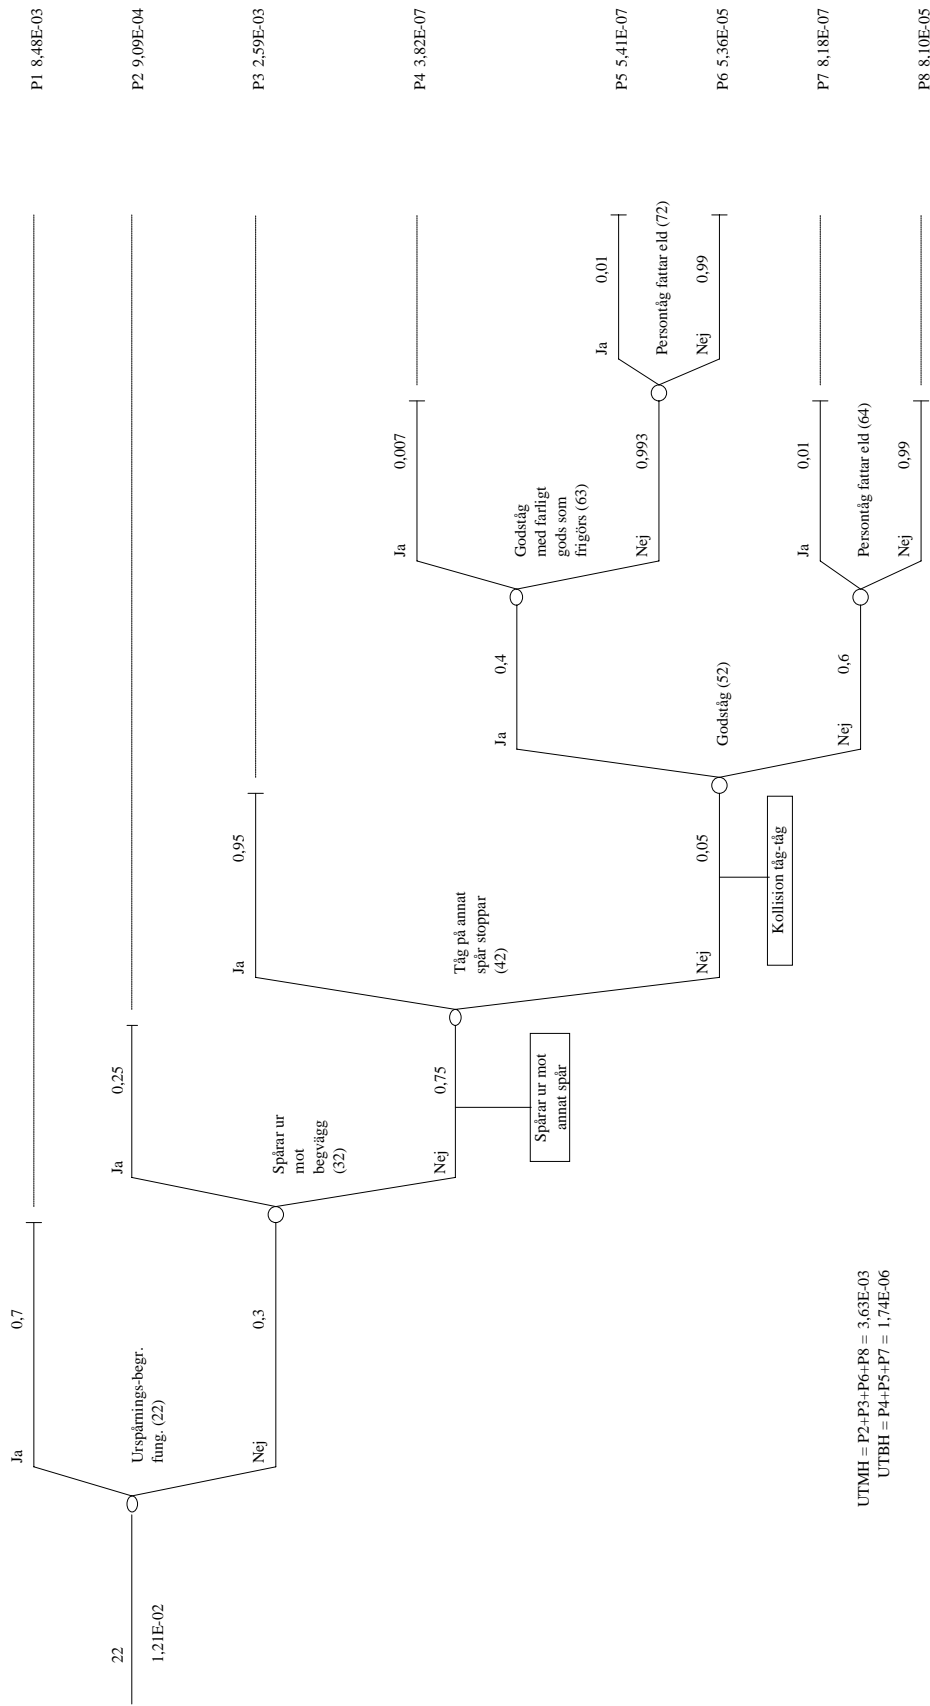 22
1,21E-02
Ja
0,7
P1 8,48E-03
Urspårnings-begr.
fung. (22)
Nej
0,3
Ja
0,25
P2 9,09E-04
Spårar ur
mot
begvägg
(32)
Nej
0,75
Spårar ur mot
annat spår
Ja
0,95
P3 2,59E-03
Tåg på annat
spår stoppar
(42)
Nej
0,05
Kollision tåg-tåg
Ja
0,4
Godståg (52)
Nej
0,6
Ja
0,007
P4 3,82E-07
Godståg
med farligt
gods som
frigörs (63)
Nej
0,993
Ja
0,01
P5 5,41E-07
Persontåg fattar eld (72)
Nej
0,99
P6 5,36E-05
Ja
0,01
P7 8,18E-07
Persontåg fattar eld (64)
Nej
0,99
P8 8,10E-05
UTMH = P2+P3+P6+P8 = 3,63E-03
UTBH = P4+P5+P7 = 1,74E-06